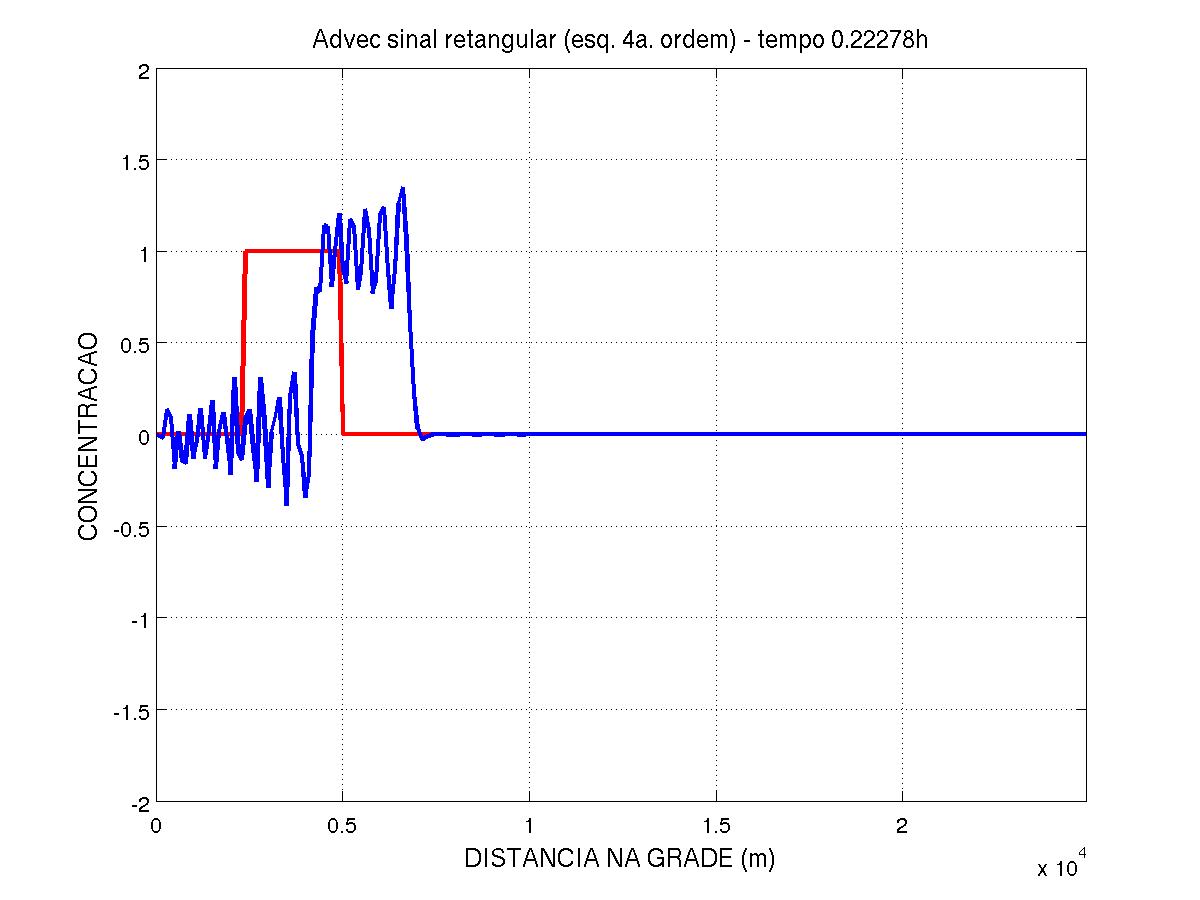 Advec sinal retangular (esq. 4a. ordem) - tempo 0.22278h
2
1.5
1
0.5
0
-0.5
-1
-1.5
-2
CONCENTRACAO
0 0.5 1 1.5 2
x 10^4
DISTANCIA NA GRADE (m)